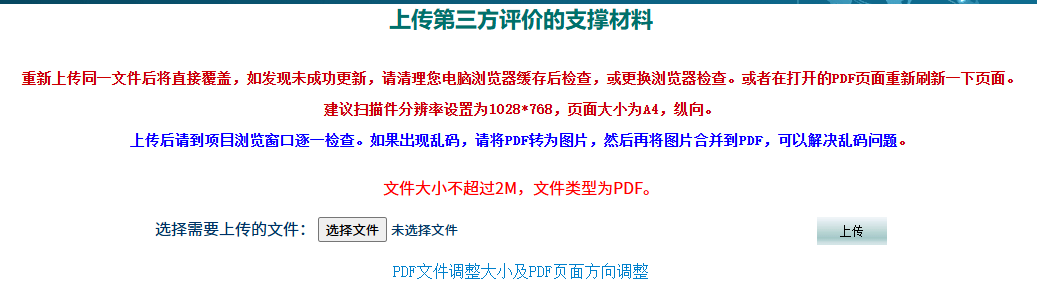 上传第三方评价的支撑材料
重新上传同一文件后将直接覆盖，如发现未成功更新，请清理您电脑浏览器缓存后检查，或更换浏览器检查。或者在打开的PDF页面重新刷新一下页面。
建议扫描件分辨率设置为1028*768，页面大小为A4，纵向。
上传后请到项目浏览窗口逐一检查。如果出现乱码，请将PDF转为图片，然后再将图片合并到PDF，可以解决乱码问题。
文件大小不超过2M，文件类型为PDF。
选择需要上传的文件： 选择文件 未选择文件 上传
PDF文件调整大小及PDF页面方向调整